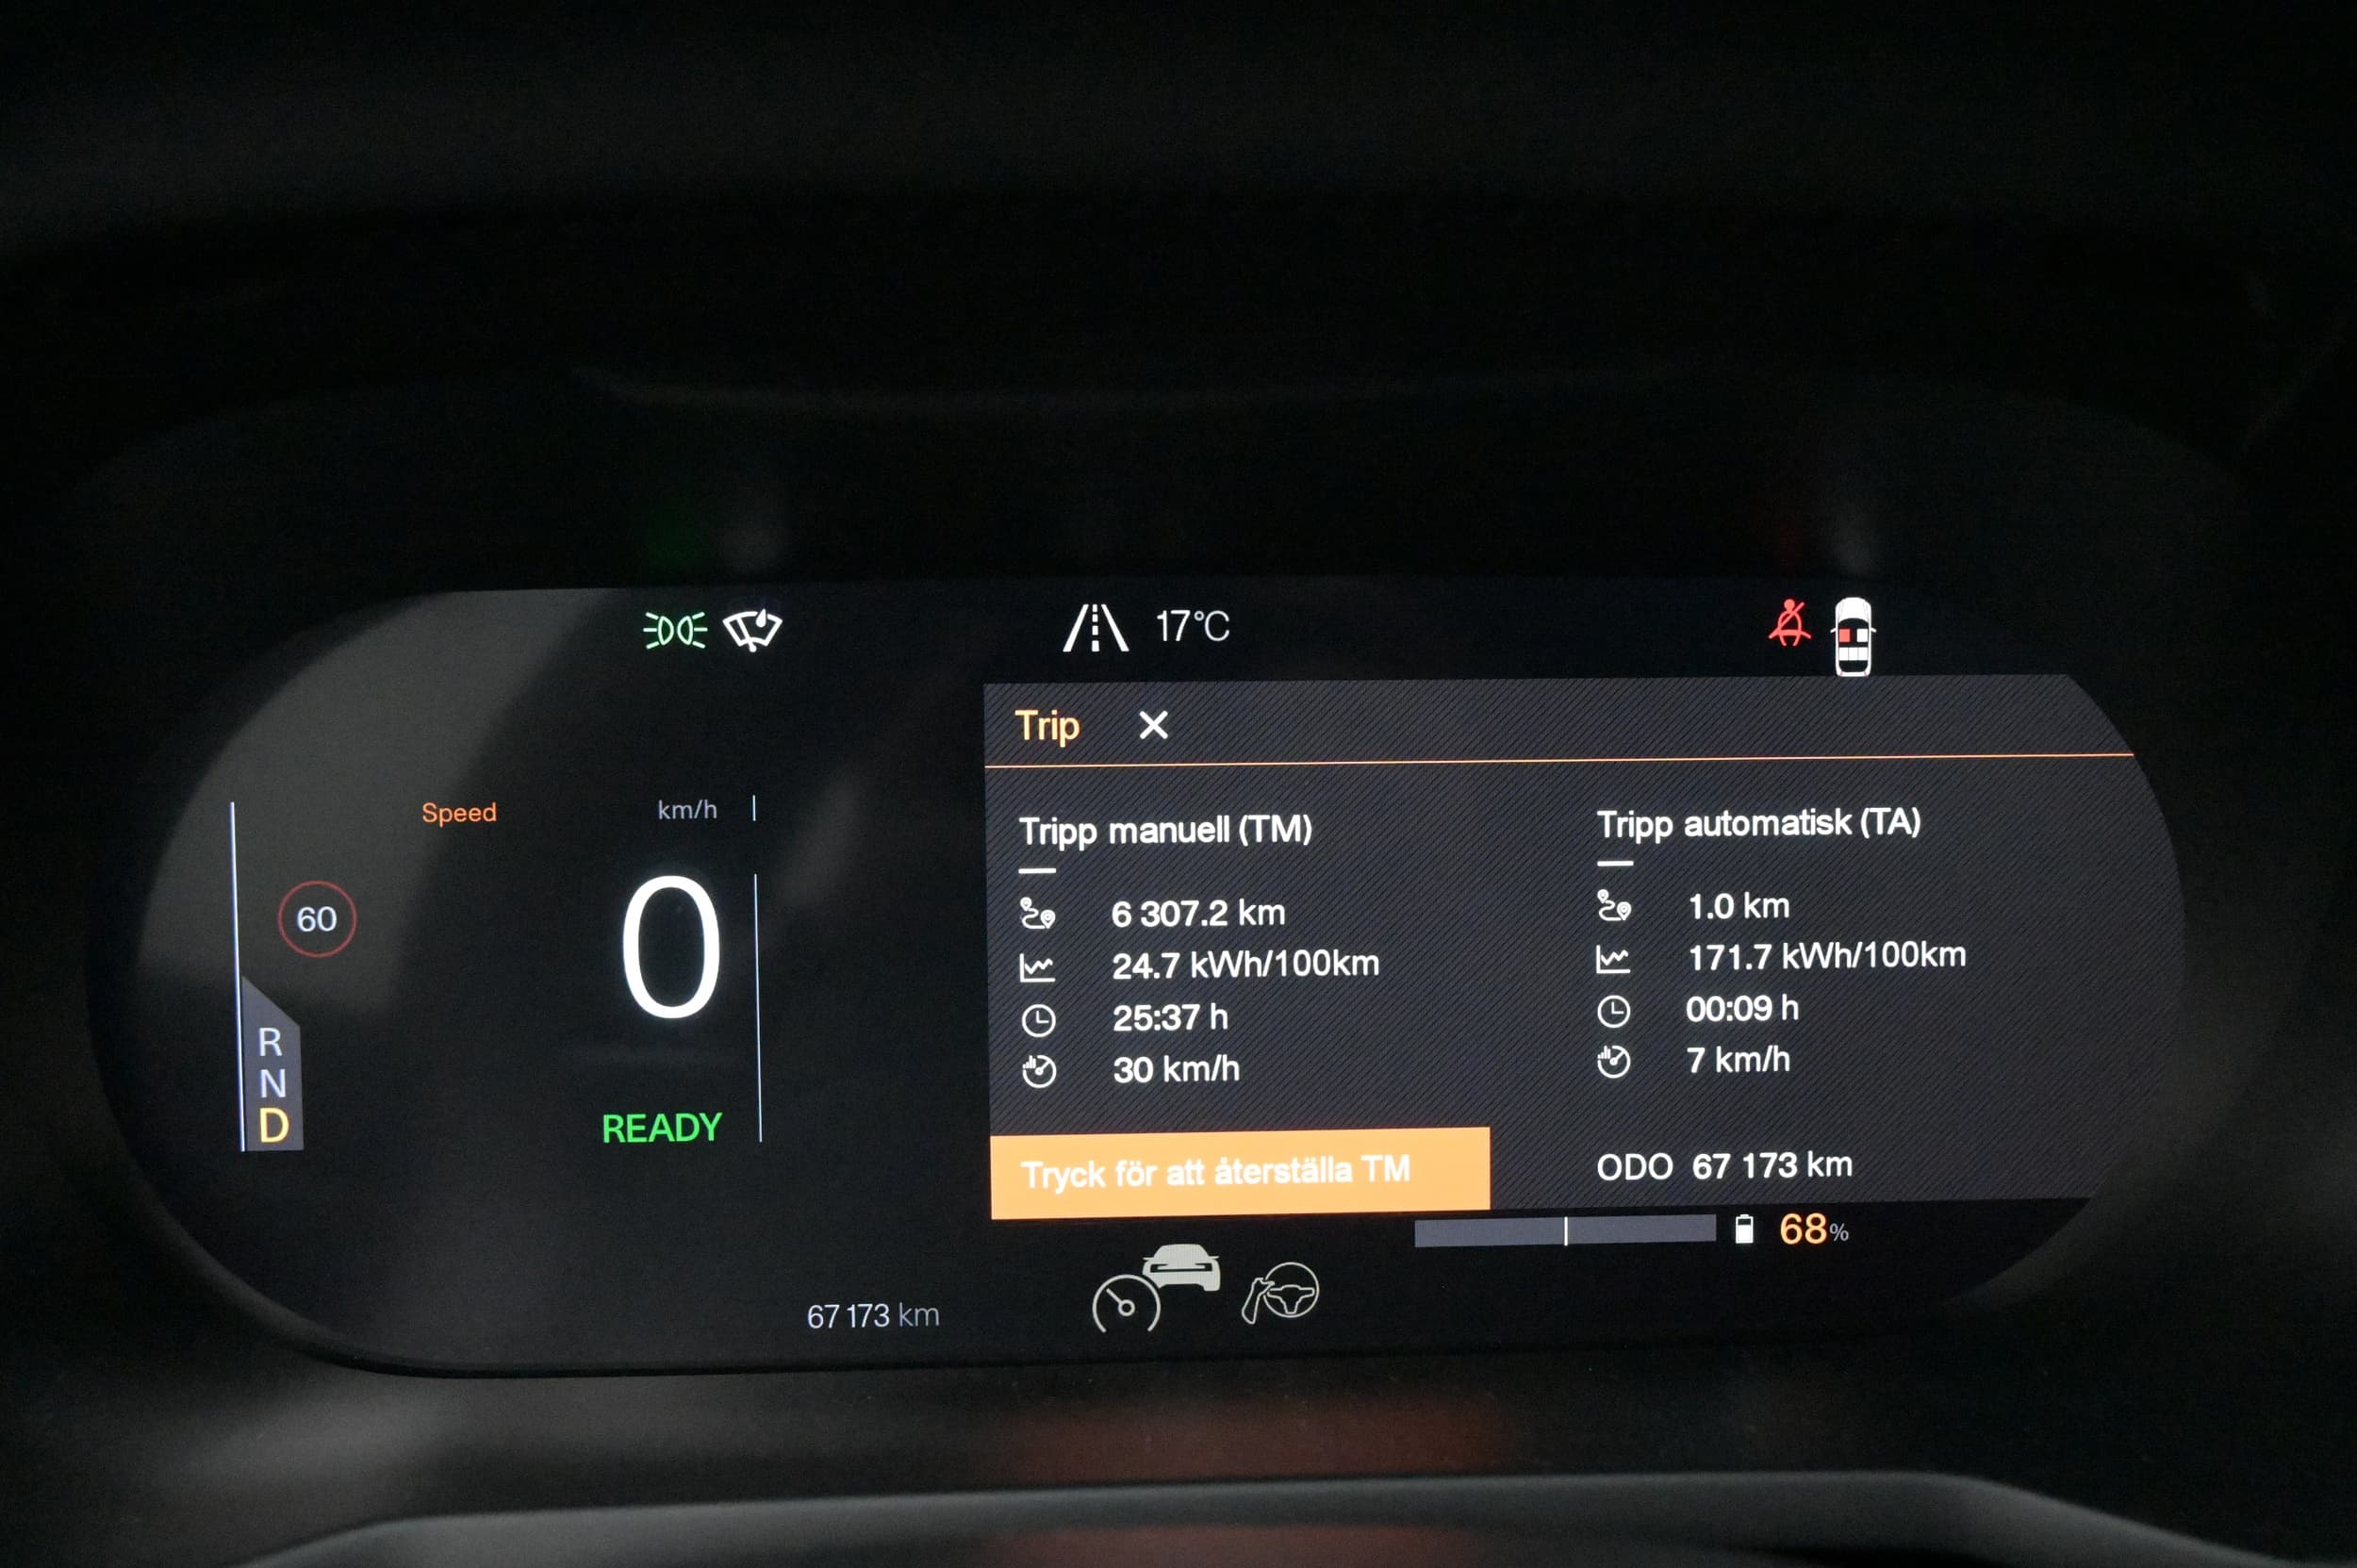 17°C
Speed km/h
60
0
R
N
D
READY
67 173 km
Trip
Tripp manuell (TM)
6 307.2 km
24.7 kWh/100km
25:37 h
30 km/h
Tryck för att återställa TM
Tripp automatisk (TA)
1.0 km
171.7 kWh/100km
00:09 h
7 km/h
ODO 67 173 km
68%